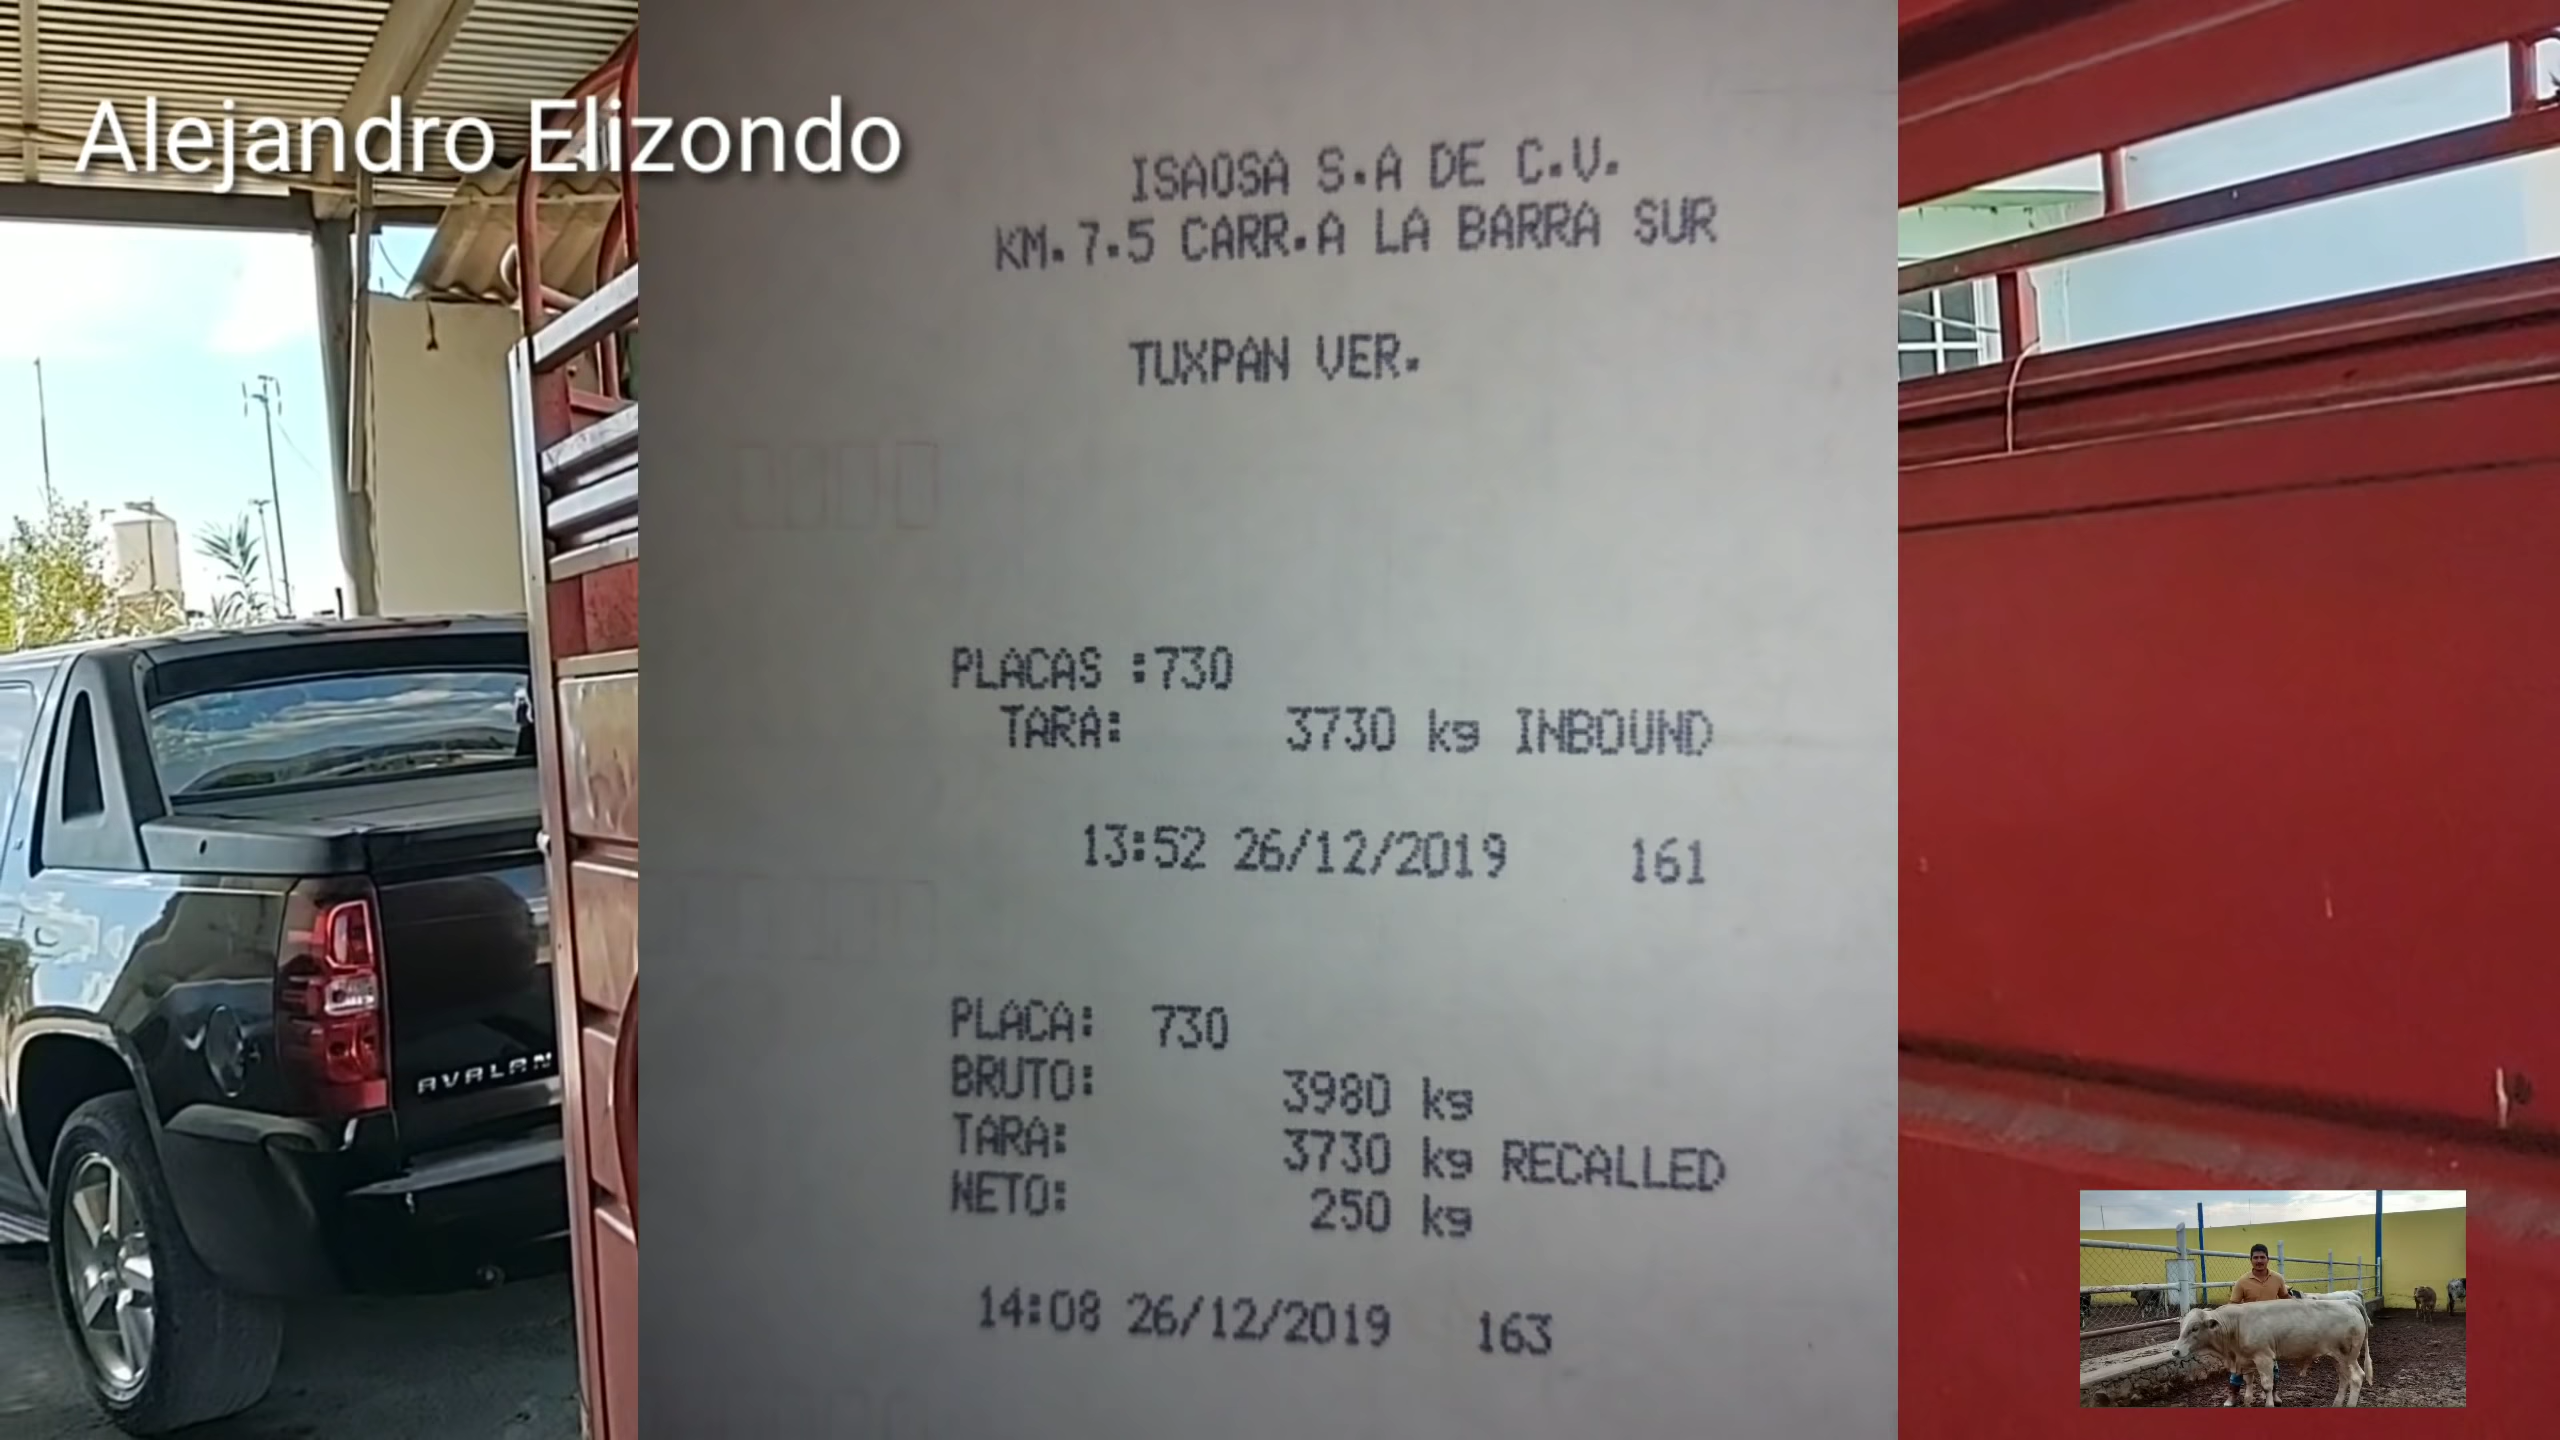 Alejandro Elizondo
ISAOSA S.A DE C.V.
KM.7.5 CARR.A LA BARRA SUR
TUXPAN VER.
PLACAS :730
TARA: 3730 kg INBOUND
13:52 26/12/2019 161
PLACA: 730
BRUTO: 3980 kg
TARA: 3730 kg RECALLED
NETO: 250 kg
14:08 26/12/2019 163
AVALAN